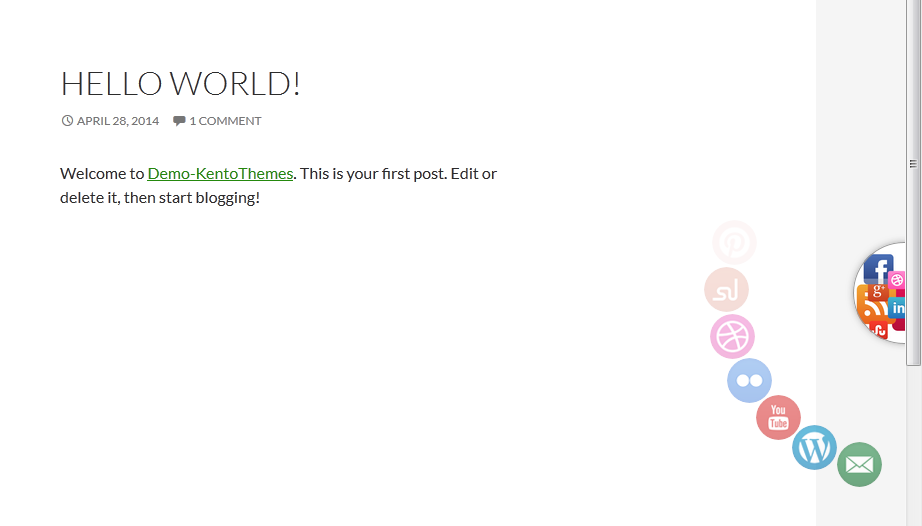 HELLO WORLD!
APRIL 28, 2014 1 COMMENT
Welcome to Demo-KentoThemes. This is your first post. Edit or
delete it, then start blogging!
You
Tube
f
g+
in